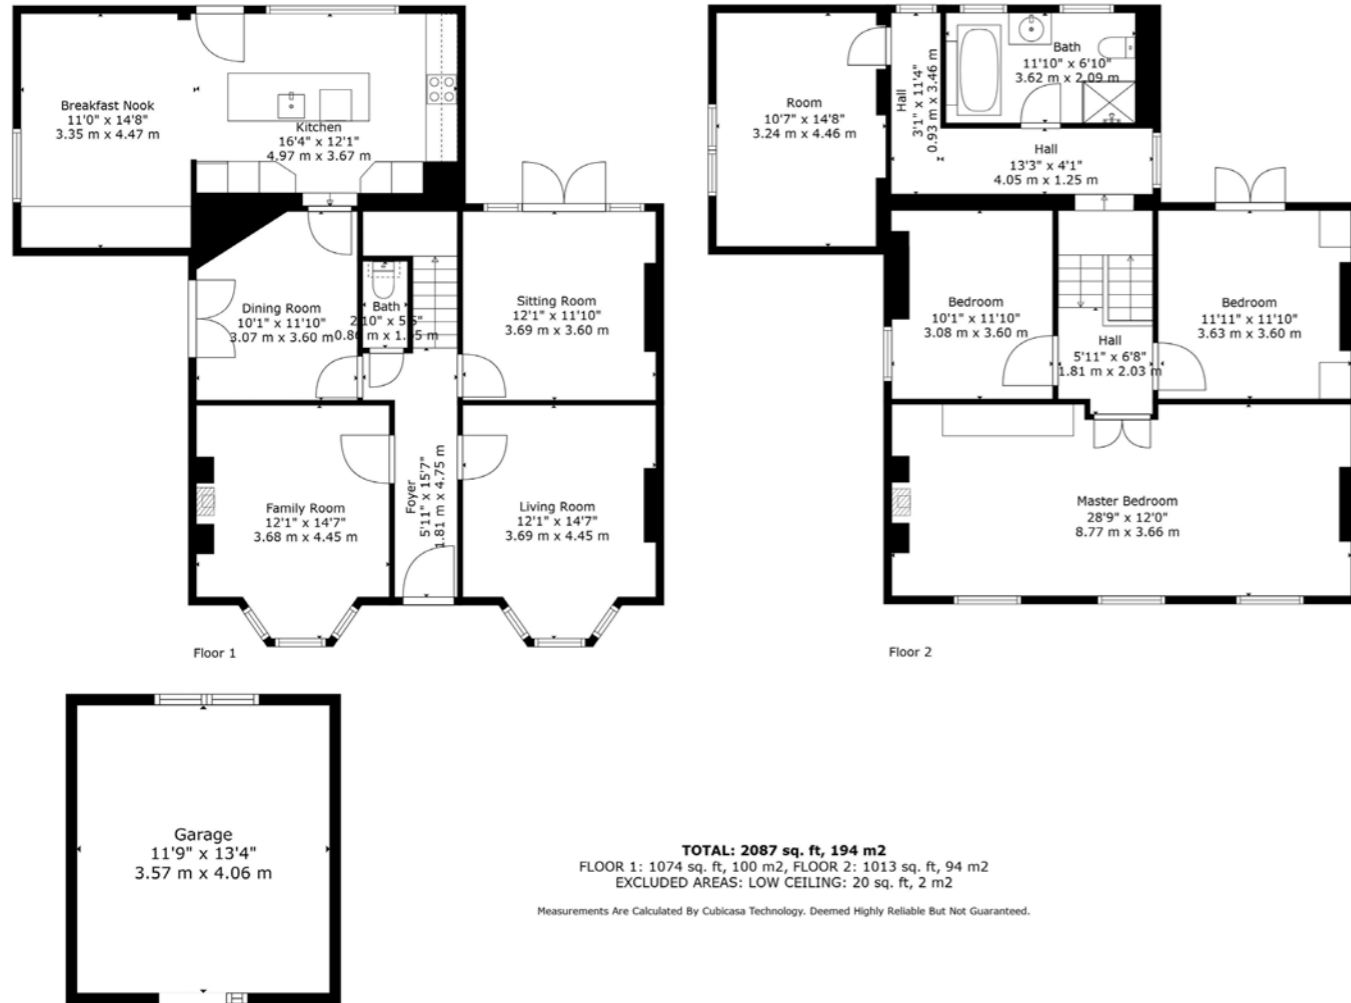 Breakfast Nook
11'0" x 14'8"
3.35 m x 4.47 m
Kitchen
16'4" x 12'1"
4.97 m x 3.67 m
Dining Room
10'1" x 11'10"
3.07 m x 3.60 m
Bath
Sitting Room
12'1" x 11'10"
3.69 m x 3.60 m
Family Room
12'1" x 14'7"
3.68 m x 4.45 m
Foyer
5'11" x 15'7"
1.81 m x 4.75 m
Living Room
12'1" x 14'7"
3.69 m x 4.45 m
Floor 1
Room
10'7" x 14'8"
3.24 m x 4.46 m
Hall
3'1" x 11'4"
0.93 m x 3.46 m
Bath
11'10" x 6'10"
3.62 m x 2.09 m
Hall
13'3" x 4'1"
4.05 m x 1.25 m
Bedroom
10'1" x 11'10"
3.08 m x 3.60 m
Hall
5'11" x 6'8"
1.81 m x 2.03 m
Bedroom
11'11" x 11'10"
3.63 m x 3.60 m
Master Bedroom
28'9" x 12'0"
8.77 m x 3.66 m
Floor 2
Garage
11'9" x 13'4"
3.57 m x 4.06 m
TOTAL: 2087 sq. ft, 194 m2
FLOOR 1: 1074 sq. ft, 100 m2, FLOOR 2: 1013 sq. ft, 94 m2
EXCLUDED AREAS: LOW CEILING: 20 sq. ft, 2 m2
Measurements Are Calculated By Cubicasa Technology. Deemed Highly Reliable But Not Guaranteed.